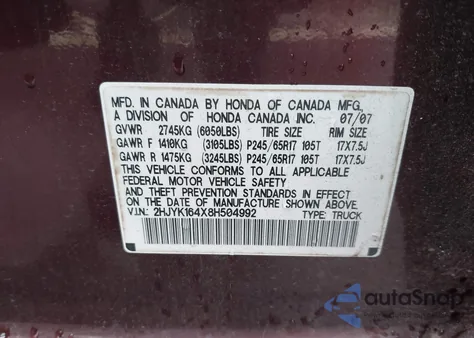 MFD. IN CANADA BY HONDA OF CANADA MFG.
A DIVISION OF HONDA CANADA INC. 07/07
GVWR 2745KG (6050LBS) TIRE SIZE RIM SIZE
GAWR F 1410KG (3105LBS) P245/65R17 105T 17X7.5J
GAWR R 1475KG (3245LBS) P245/65R17 105T 17X7.5J
THIS VEHICLE CONFORMS TO ALL APPLICABLE
FEDERAL MOTOR VEHICLE SAFETY
AND THEFT PREVENTION STANDARDS IN EFFECT
ON THE DATE OF MANUFACTURE SHOWN ABOVE.
V.I.N: 2HJYK164X8H504992 TYPE: TRUCK
autoSnap